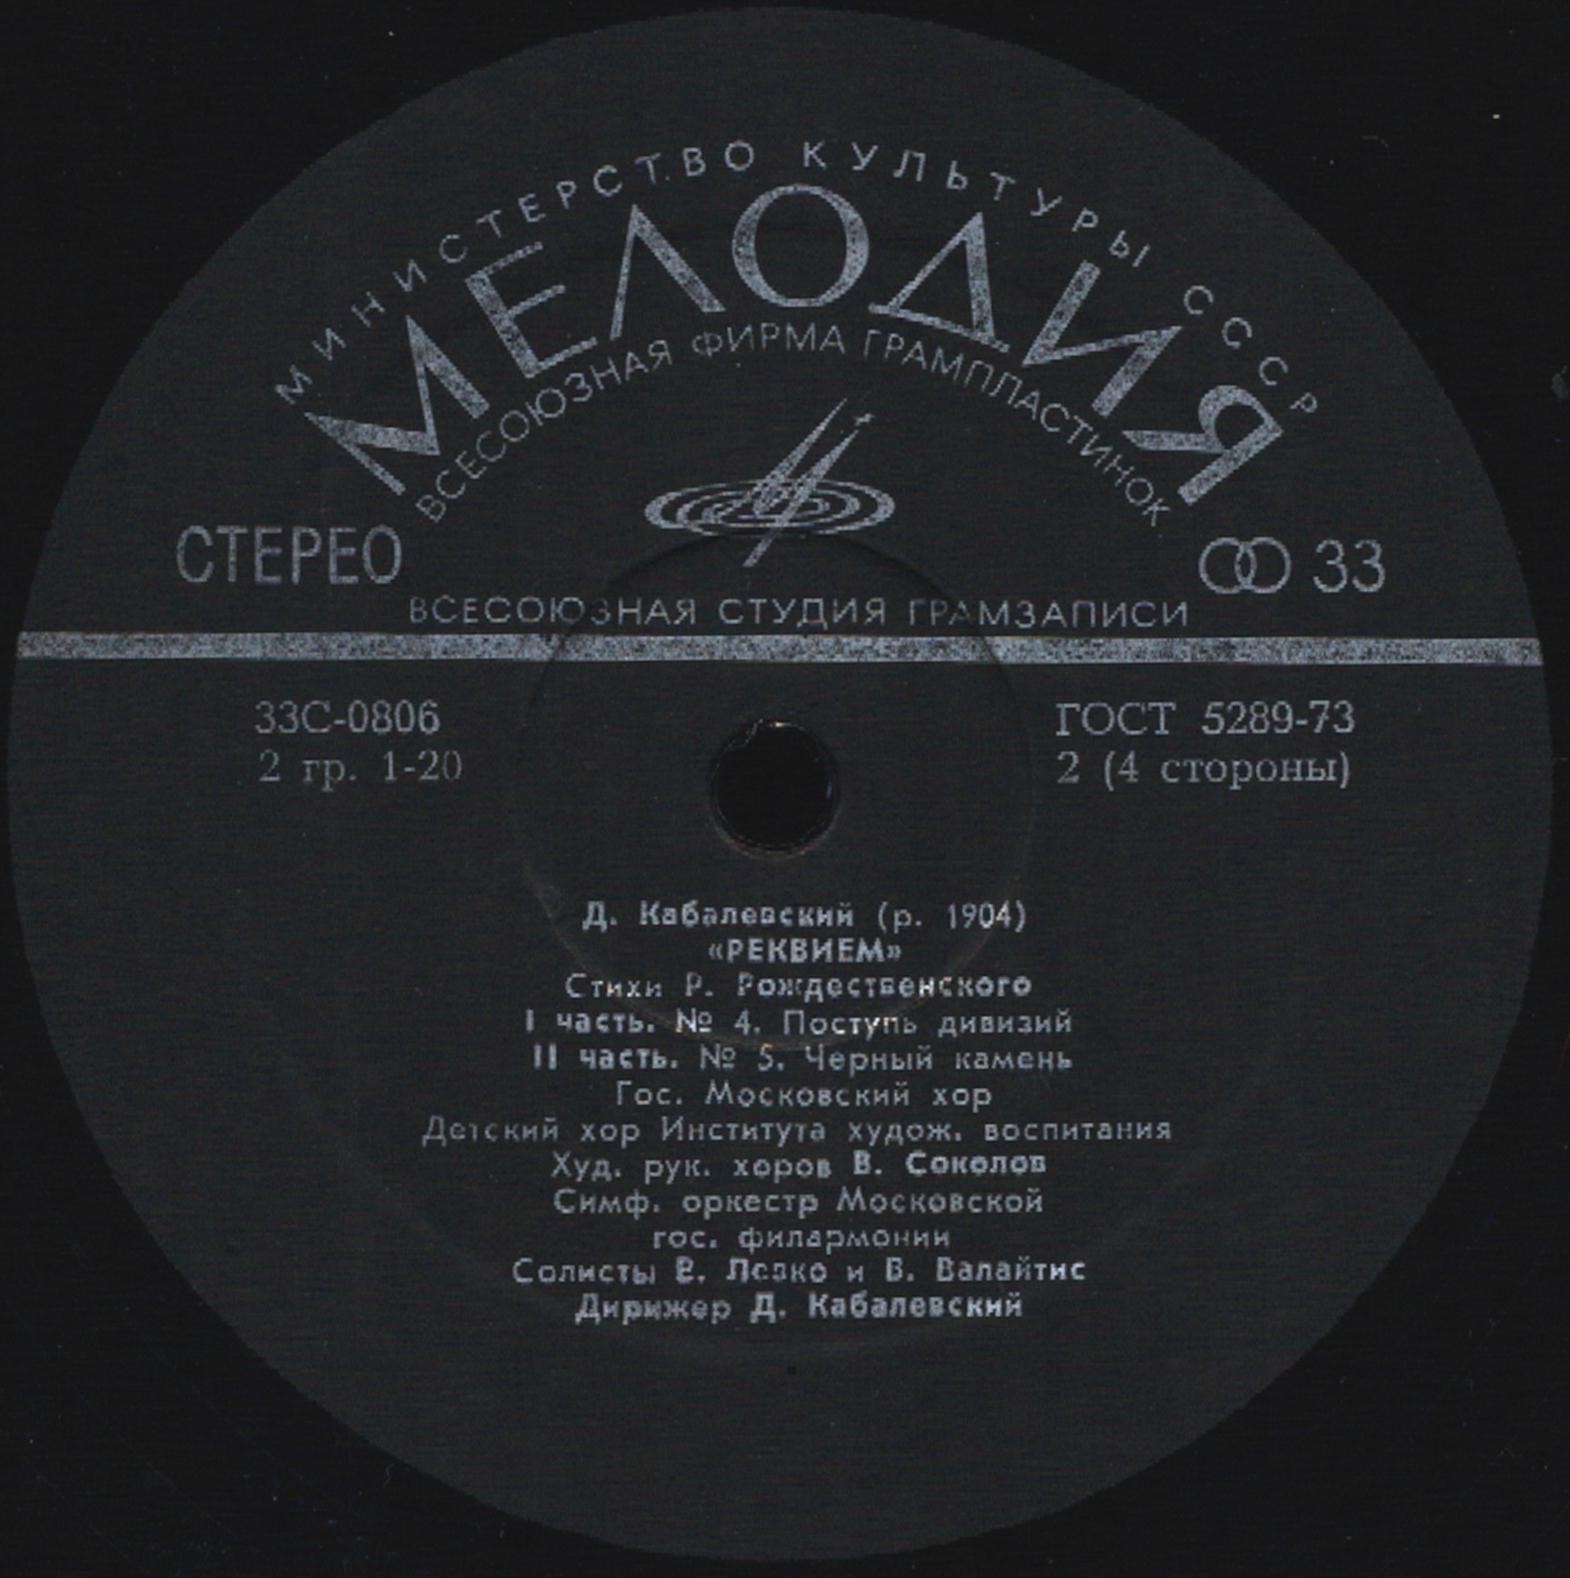 МИНИСТЕРСТВО КУЛЬТУРЫ СССР
МЕЛОДИЯ
ВСЕСОЮЗНАЯ ФИРМА ГРАМПЛАСТИНОК
СТЕРЕО
33
ВСЕСОЮЗНАЯ СТУДИЯ ГРАМЗАПИСИ
33С-0806
ГОСТ 5289-73
2 гр. 1-20
2 (4 стороны)
Д. Кабалевский (р. 1904)
«РЕКВИЕМ»
Стихи Р. Рождественского
I часть. № 4. Поступь дивизий
II часть. № 5. Черный камень
Гос. Московский хор
Детский хор Института худож. воспитания
Худ. рук. хоров В. Соколов
Симф. оркестр Московской
гос. филармонии
Солисты В. Левко и В. Валайтис
Дирижер Д. Кабалевский